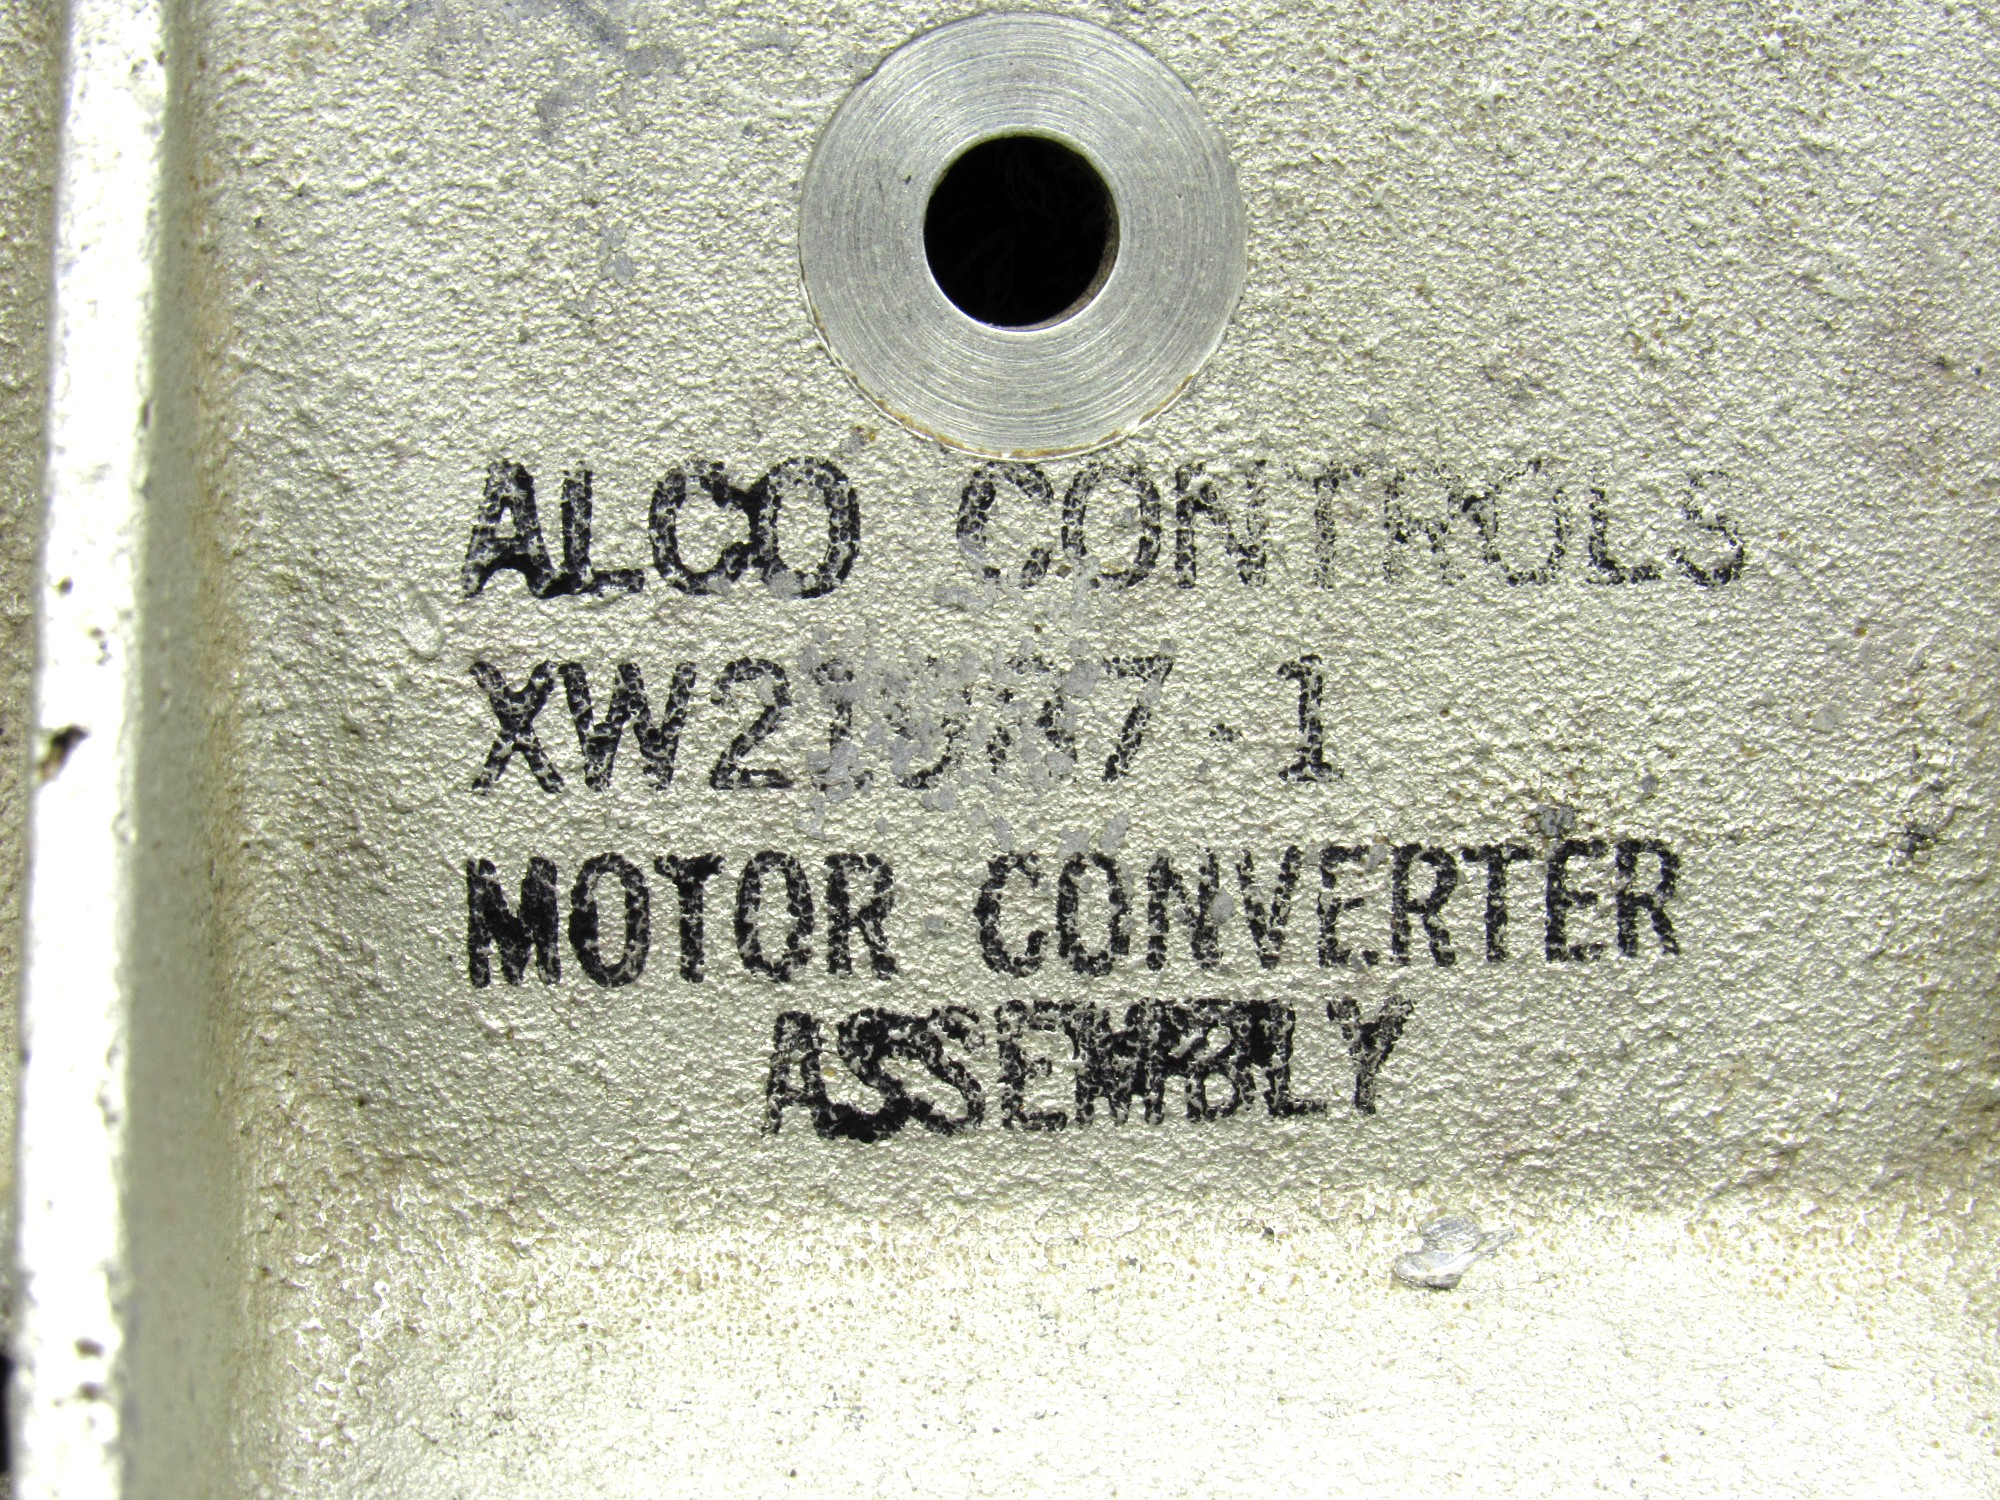 ALCO CONTROLS
MOTOR CONVERTER
ASSEMBLY